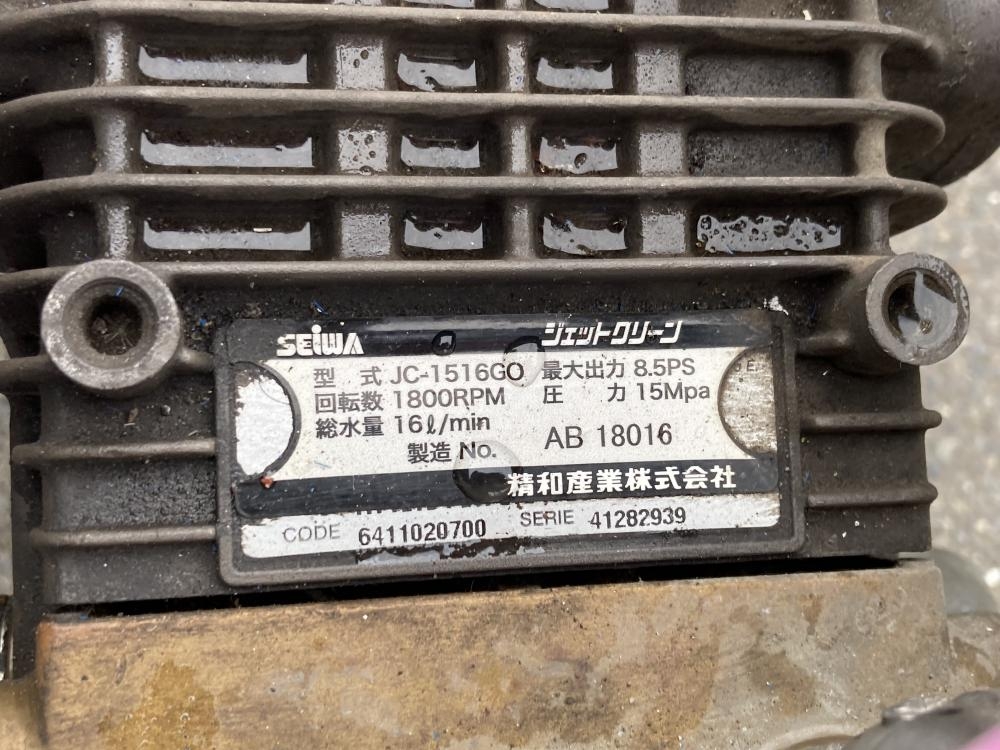 SEIWA ジェットクリーン
型 式 JC-1516GO 最大出力 8.5PS
回転数 1800RPM 圧 力 15Mpa
総水量 16ℓ/min
製造 No. AB 18016
精和産業株式会社
CODE 6411020700 SERIE 41282939